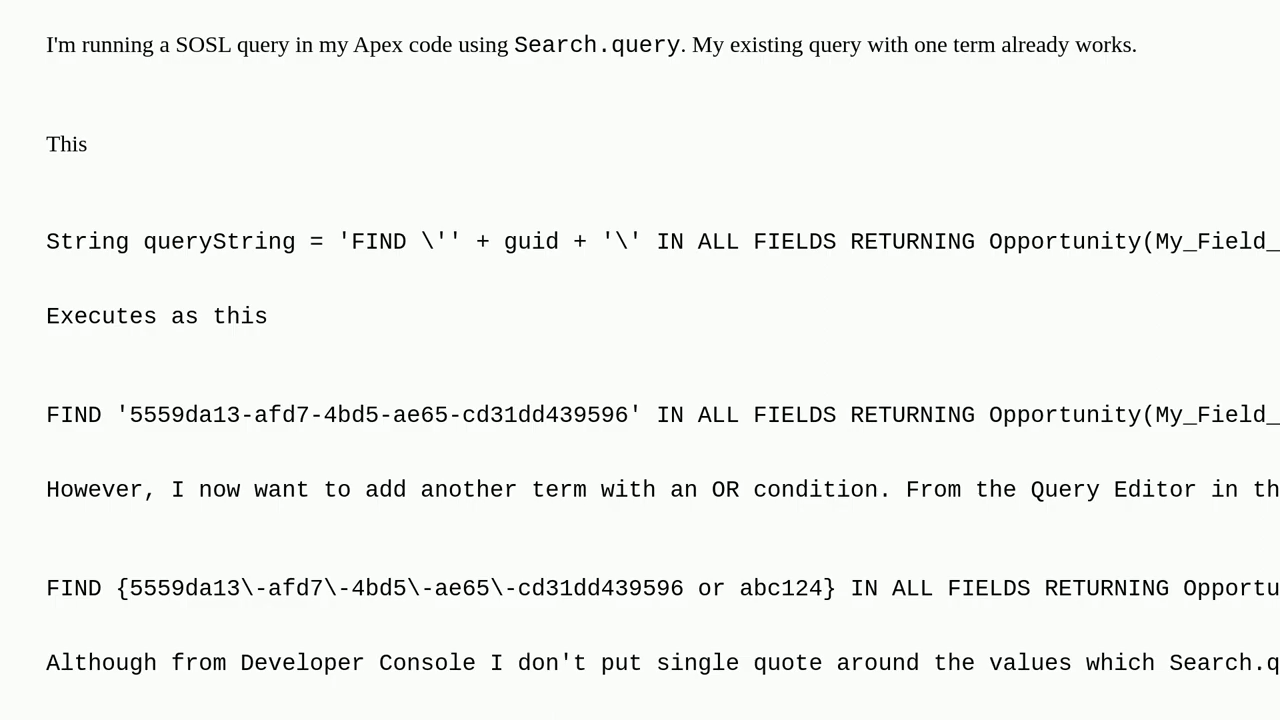 I'm running a SOSL query in my Apex code using Search.query. My existing query with one term already works.
This
String queryString = 'FIND \'' + guid + '\' IN ALL FIELDS RETURNING Opportunity(My_Field_
Executes as this
FIND '5559da13-afd7-4bd5-ae65-cd31dd439596' IN ALL FIELDS RETURNING Opportunity(My_Field_
However, I now want to add another term with an OR condition. From the Query Editor in th
FIND {5559da13\-afd7\-4bd5\-ae65\-cd31dd439596 or abc124} IN ALL FIELDS RETURNING Opportu
Although from Developer Console I don't put single quote around the values which Search.q